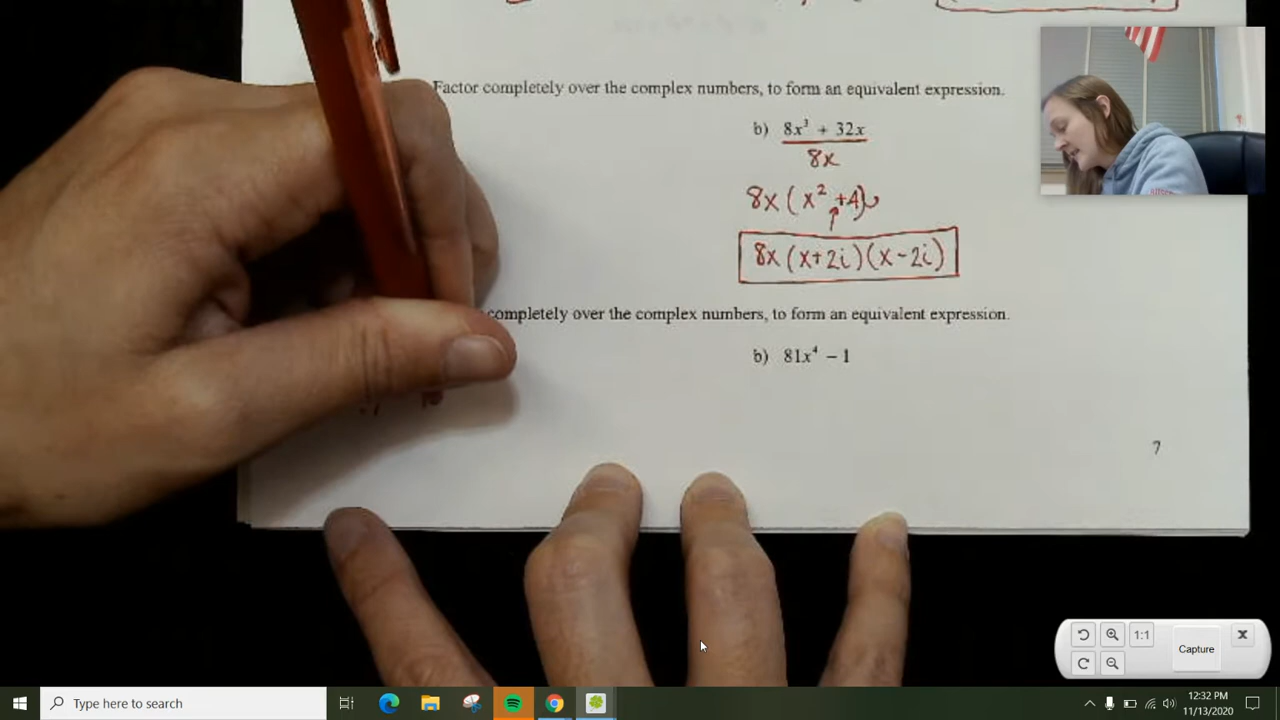 Factor completely over the complex numbers, to form an equivalent expression.
b) 8x³ + 32x
8x
8x(x² + 4)
8x(x+2i)(x-2i)
completely over the complex numbers, to form an equivalent expression.
b) 81x⁴ – 1
7
1:1
Capture
Type here to search
12:32 PM
11/13/2020